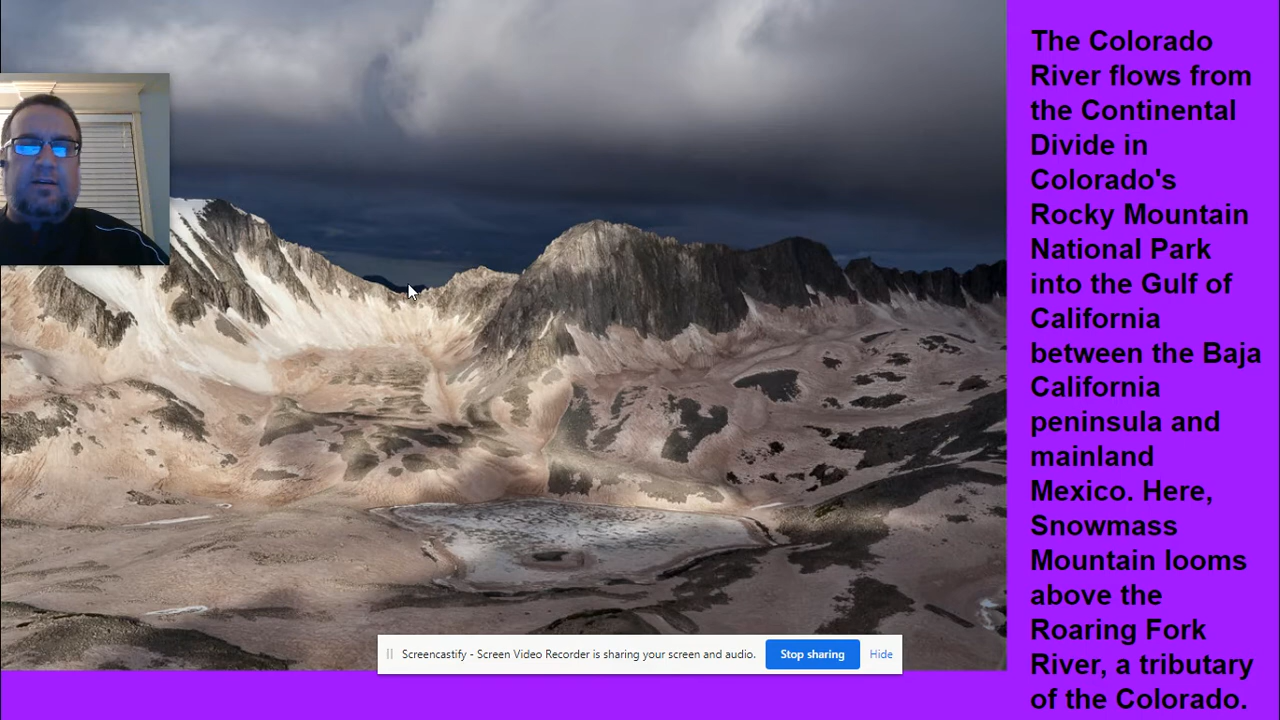 The Colorado
River flows from
the Continental
Divide in
Colorado's
Rocky Mountain
National Park
into the Gulf of
California
between the Baja
California
peninsula and
mainland
Mexico. Here,
Snowmass
Mountain looms
above the
Roaring Fork
River, a tributary
of the Colorado.
Screencastify - Screen Video Recorder is sharing your screen and audio. Stop sharing Hide